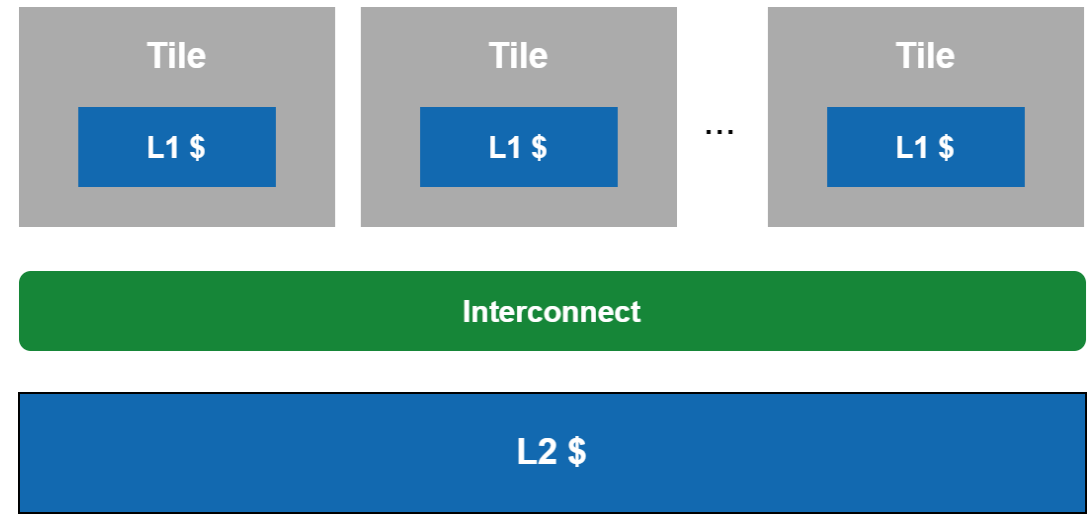 Tile
Tile
Tile
L1 $
L1 $
...
L1 $
Interconnect
L2 $